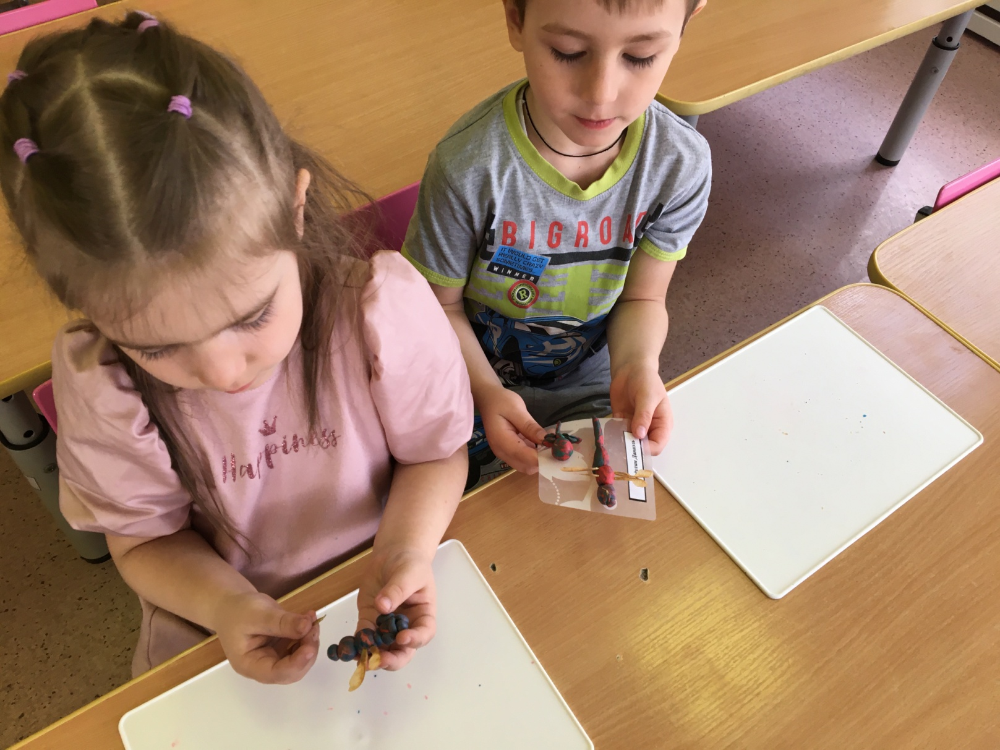 Happiness
BIGROA
IT WOULD GET
REALLY CRAZY
SOMETIMES...
WINNER
R